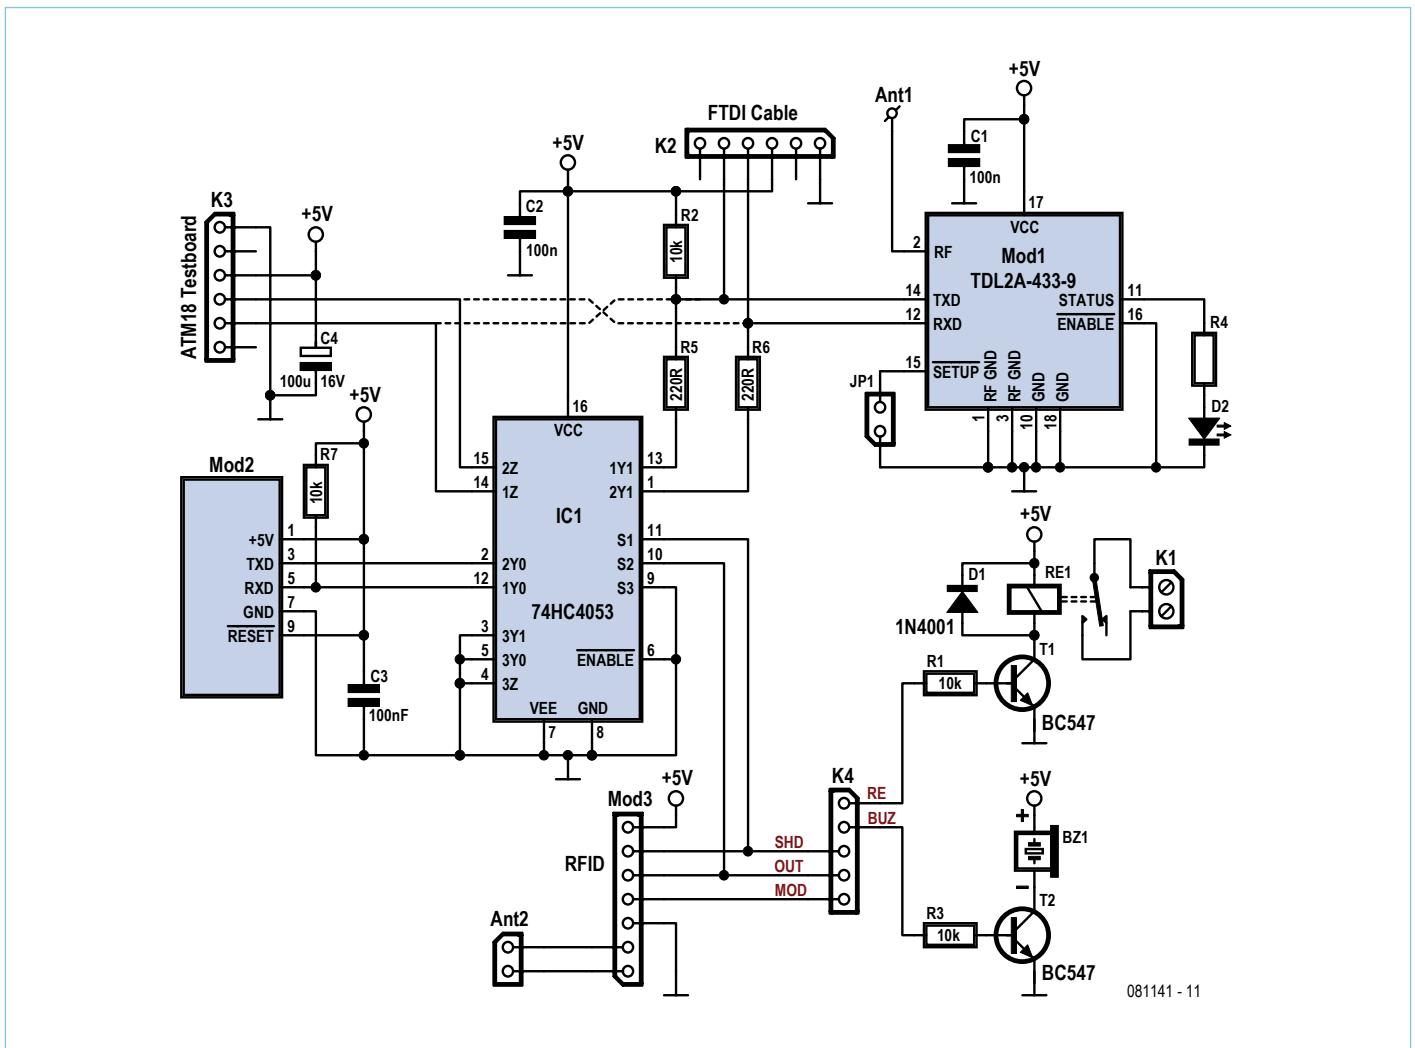 +5V
Ant1
FTDI Cable
K2
+5V
C1
100n
K3
+5V
C2
100n
R2
10k
17
VCC
ATM18 Testboard
2
RF
Mod1
TDL2A-433-9
14
TXD
STATUS
11
12
RXD
ENABLE
16
R4
C4
100u
16V
R5
220R
R6
220R
15
SETUP
RF GND
RF GND
GND
GND
1
3
10
18
JP1
D2
+5V
16
VCC
Mod2
R7
10k
15
2Z
1Y1
13
14
1Z
2Y1
1
IC1
+5V
1
TXD
3
RXD
5
GND
7
RESET
9
S1
11
2
2Y0
S2
10
12
1Y0
S3
9
74HC4053
3
3Y1
5
3Y0
ENABLE
6
4
3Z
VEE
GND
7
8
C3
100nF
+5V
D1
1N4001
RE1
K1
T1
R1
10k
BC547
+5V
Mod3
RFID
K4
RE
BUZ
SHD
OUT
MOD
+5V
+
BZ1
–
T2
R3
10k
BC547
Ant2
081141 - 11